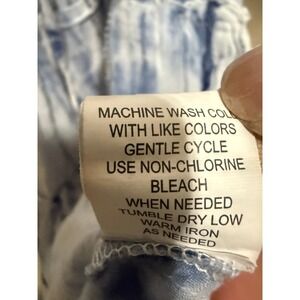 MACHINE WASH COLD
WITH LIKE COLORS
GENTLE CYCLE
USE NON-CHLORINE
BLEACH
WHEN NEEDED
TUMBLE DRY LOW
WARM IRON
AS NEEDED